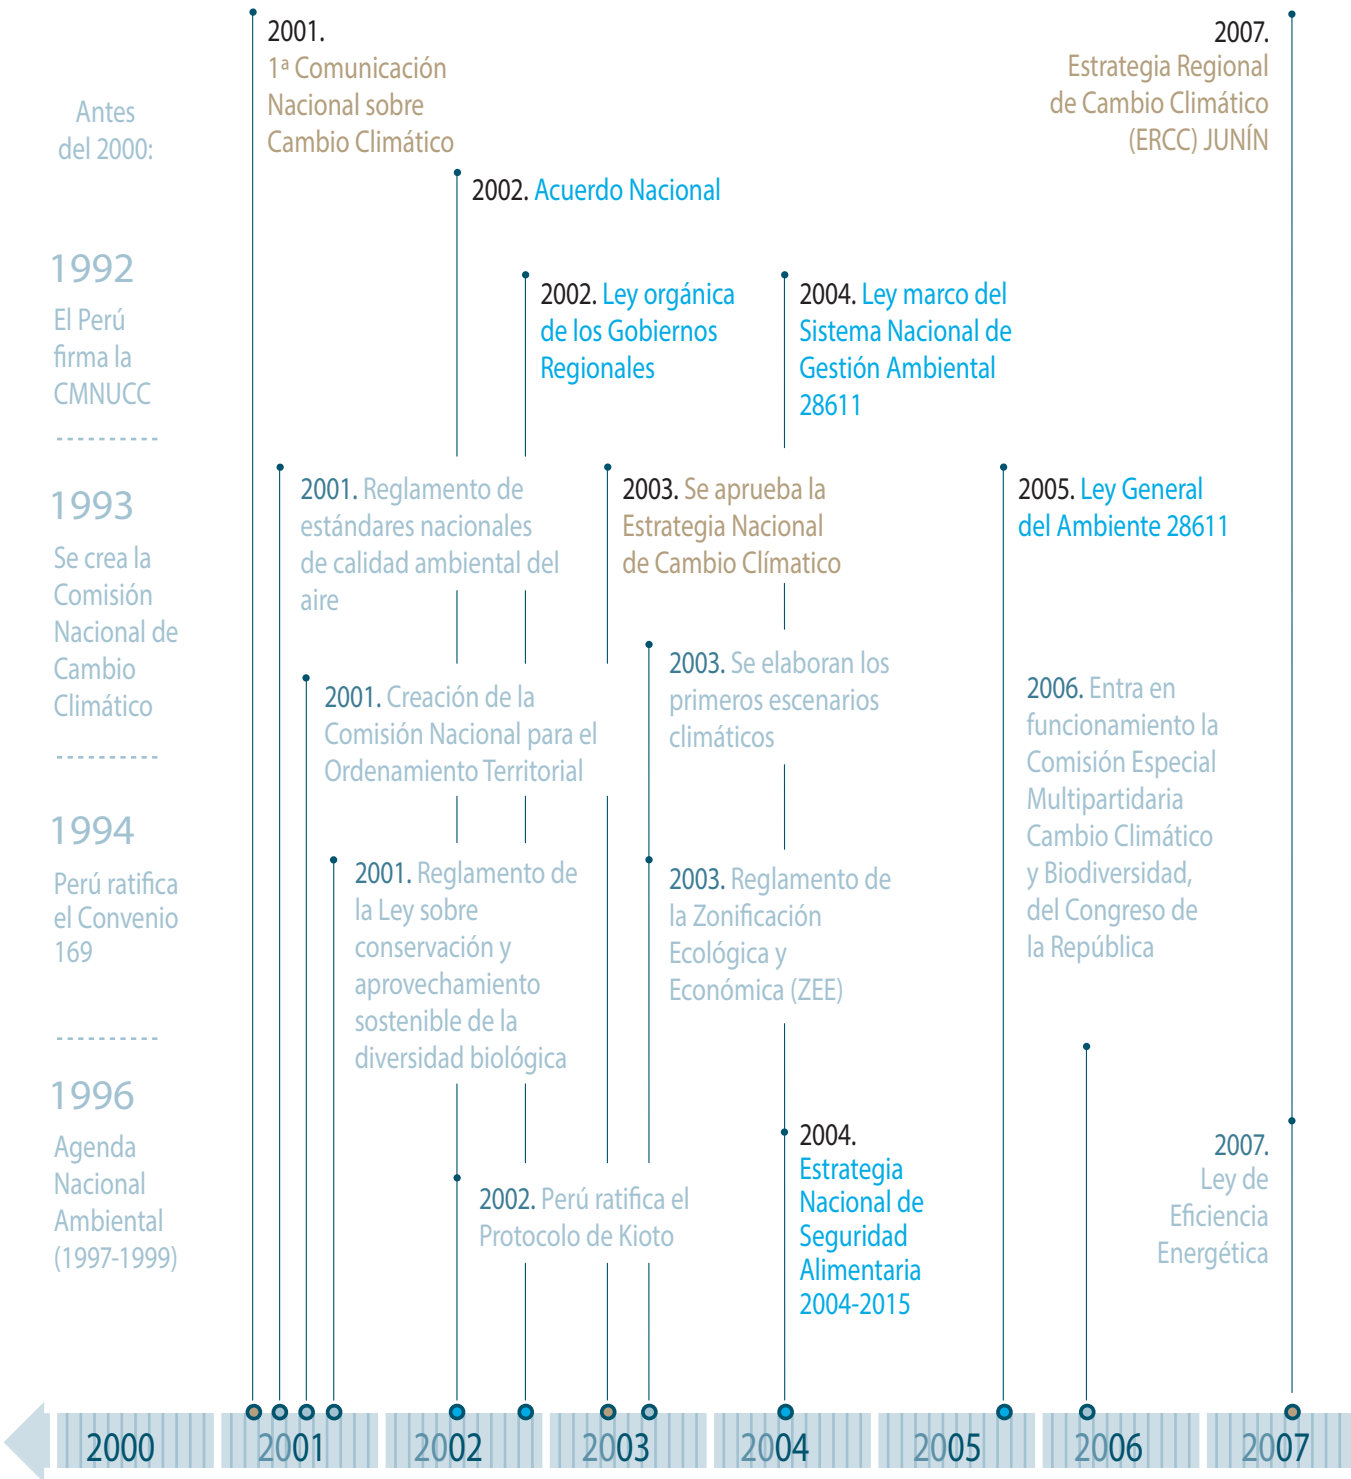 Antes
del 2000:
1992
El Perú
firma la
CMNUCC
1993
Se crea la
Comisión
Nacional de
Cambio
Climático
1994
Perú ratifica
el Convenio
169
1996
Agenda
Nacional
Ambiental
(1997-1999)
2001.
1ª Comunicación
Nacional sobre
Cambio Climático
2001. Reglamento de
estándares nacionales
de calidad ambiental del
aire
2001. Creación de la
Comisión Nacional para el
Ordenamiento Territorial
2001. Reglamento de
la Ley sobre
conservación y
aprovechamiento
sostenible de la
diversidad biológica
2002. Acuerdo Nacional
2002. Ley orgánica
de los Gobiernos
Regionales
2002. Perú ratifica el
Protocolo de Kioto
2003. Se aprueba la
Estrategia Nacional
de Cambio Clímatico
2003. Se elaboran los
primeros escenarios
climáticos
2003. Reglamento de
la Zonificación
Ecológica y
Económica (ZEE)
2004. Ley marco del
Sistema Nacional de
Gestión Ambiental
28611
2004.
Estrategia
Nacional de
Seguridad
Alimentaria
2004-2015
2005. Ley General
del Ambiente 28611
2006. Entra en
funcionamiento la
Comisión Especial
Multipartidaria
Cambio Climático
y Biodiversidad,
del Congreso de
la República
2007.
Estrategia Regional
de Cambio Climático
(ERCC) JUNÍN
2007.
Ley de
Eficiencia
Energética
2000 2001 2002 2003 2004 2005 2006 2007